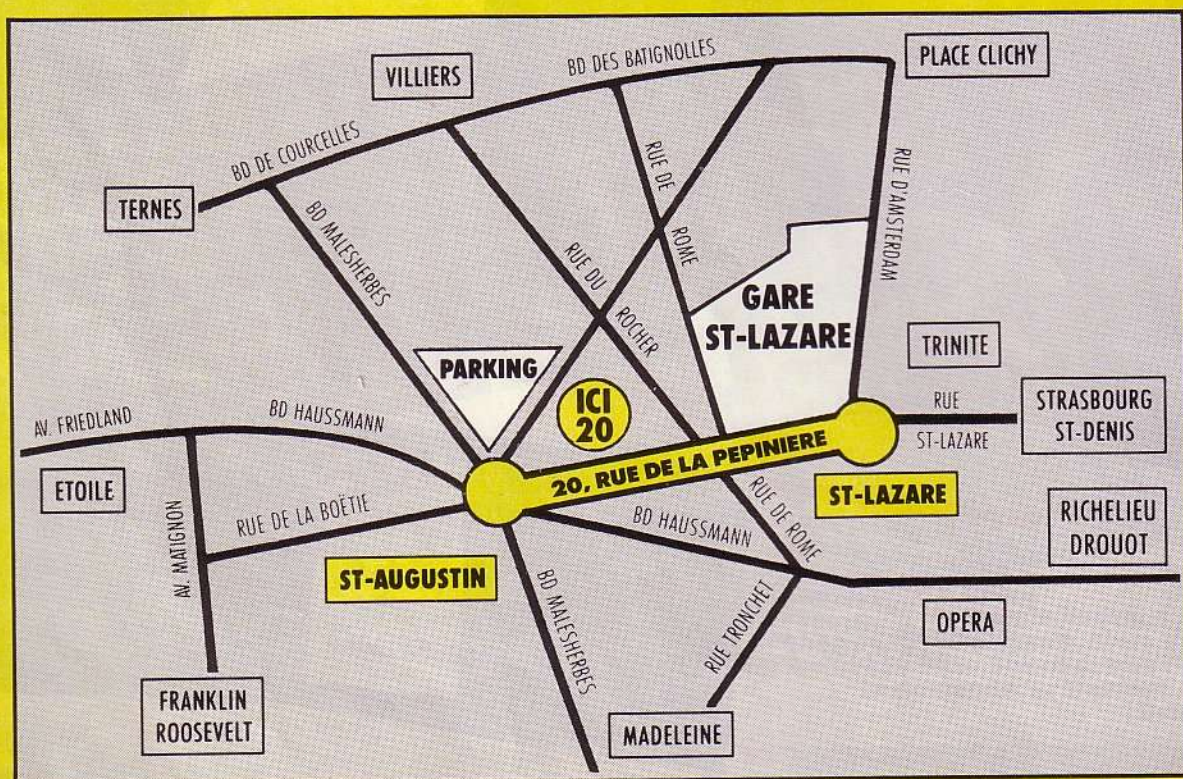 BD DES BATIGNOLLES
PLACE CLICHY
VILLIERS
BD DE COURCELLES
TERNES
BD MALESHERBES
RUE DU
ROCHER
RUE DE
ROME
RUE D'AMSTERDAM
GARE
ST-LAZARE
PARKING
ICI
20
TRINITE
RUE
ST-LAZARE
STRASBOURG
ST-DENIS
AV. FRIEDLAND
BD HAUSSMANN
ETOILE
20, RUE DE LA PEPINIERE
ST-LAZARE
RUE DE LA BOËTIE
AV. MATIGNON
BD HAUSSMANN
RUE DE ROME
RICHELIEU
DROUOT
ST-AUGUSTIN
BD MALESHERBES
RUE TRONCHET
OPERA
FRANKLIN
ROOSEVELT
MADELEINE